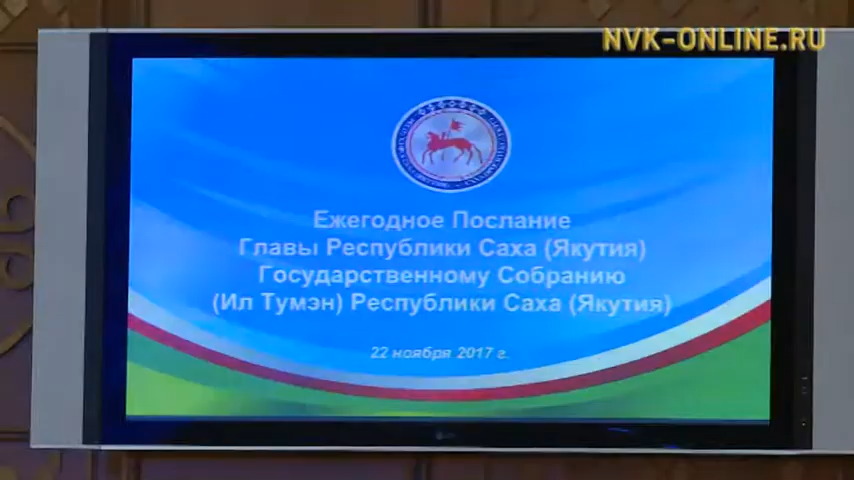 NVK-ONLINE.RU
Ежегодное Послание
Главы Республики Саха (Якутия)
Государственному Собранию
(Ил Тумэн) Республики Саха (Якутия)
22 ноября 2017 г.